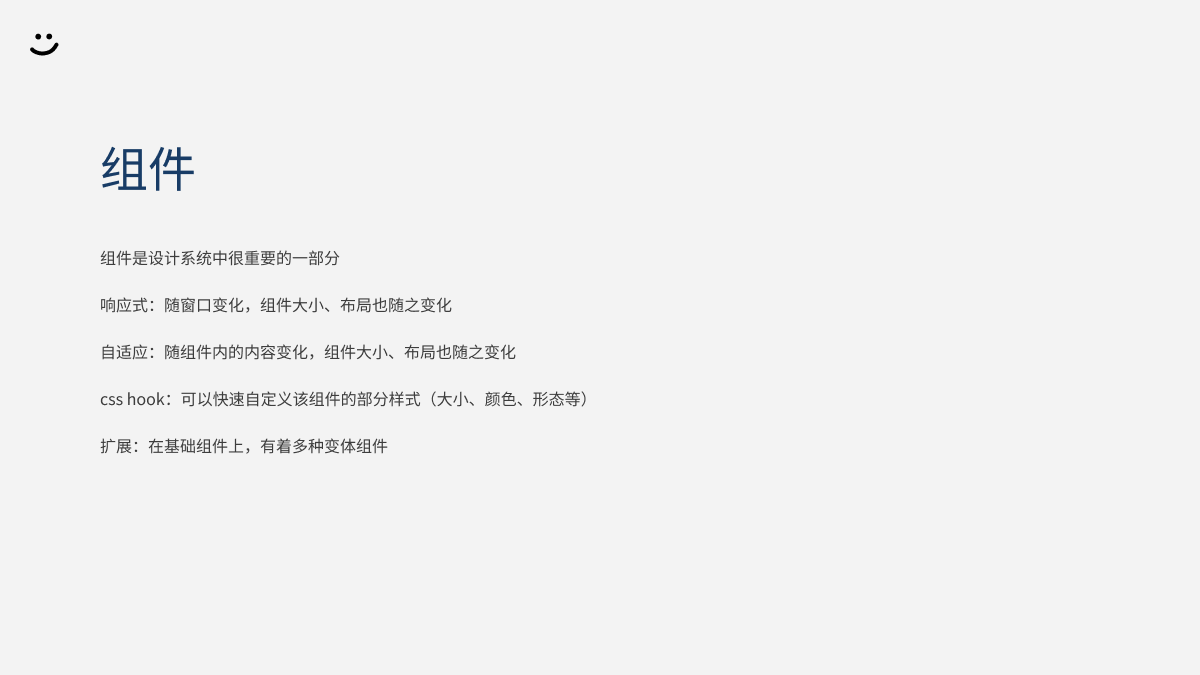 组件
组件是设计系统中很重要的一部分
响应式：随窗口变化，组件大小、布局也随之变化
自适应：随组件内的内容变化，组件大小、布局也随之变化
css hook：可以快速自定义该组件的部分样式（大小、颜色、形态等）
扩展：在基础组件上，有着多种变体组件